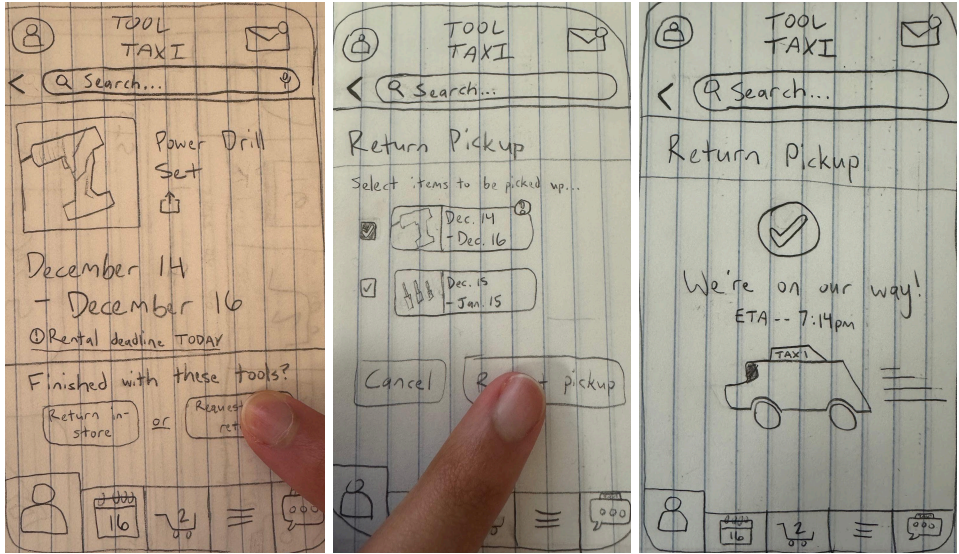 TOOL
TAXI
Search...
Power Drill
Set
December 14
- December 16
! Rental deadline TODAY
Finished with these tools?
Return in-
store
or
Request
16
2
TOOL
TAXI
Search...
Return Pickup
Select items to be picked up...
Dec. 14
-Dec. 16
Dec. 15
-Jan. 15
Cancel
pickup
TOOL
TAXI
Search...
Return Pickup
We're on our way!
ETA -- 7:14pm
TAXI
16
2